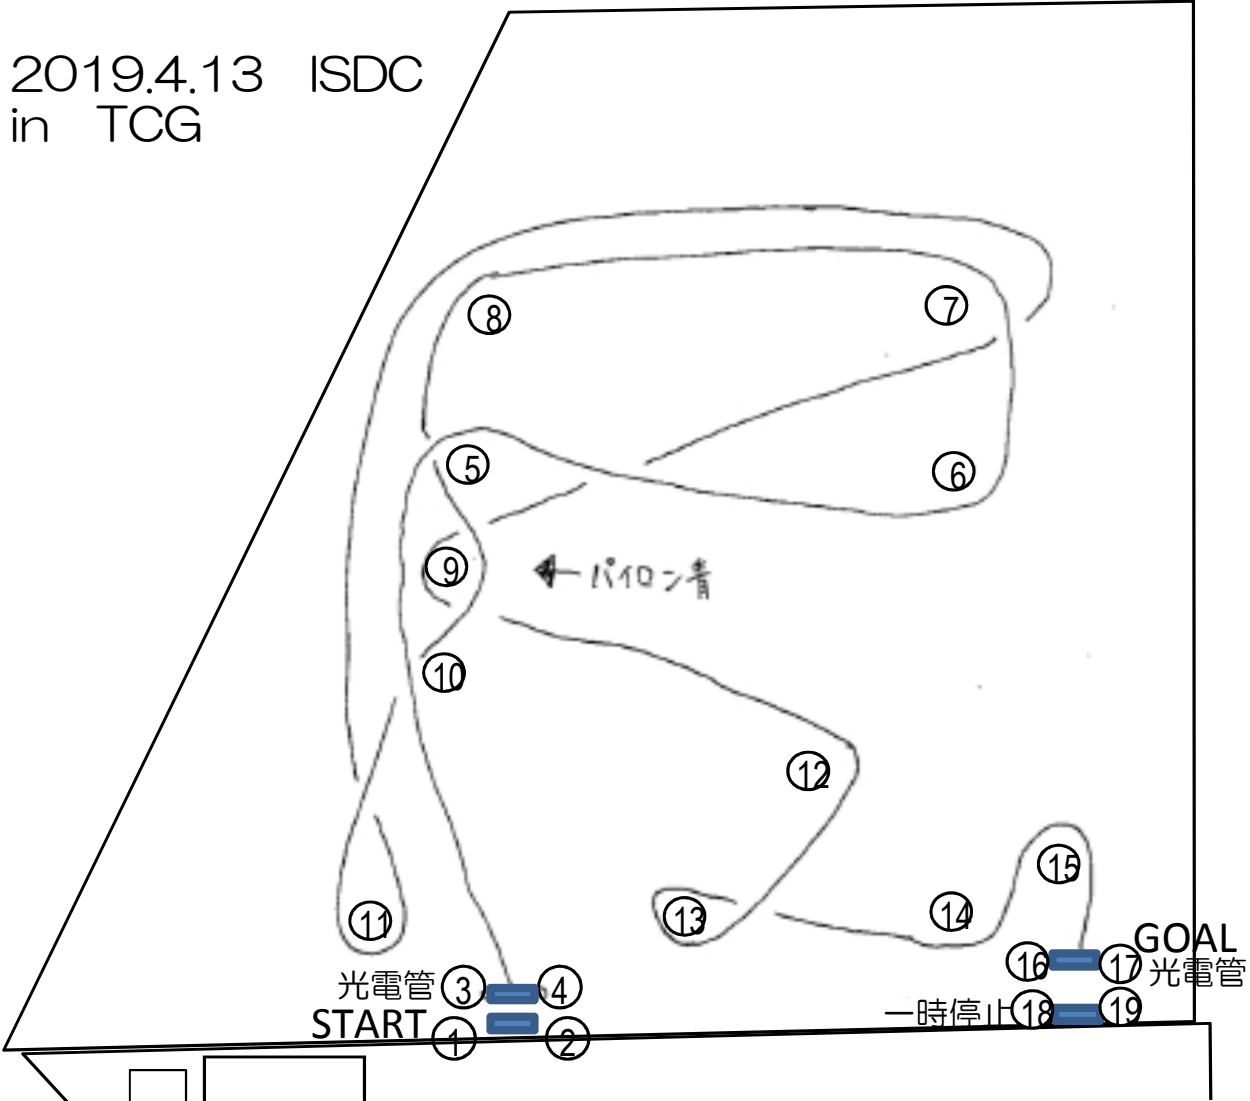 2019.4.13 ISDC
in TCG
⑧
⑦
⑤
⑥
⑨
←パイロン青
⑩
⑫
⑮
⑪
⑬
⑭
GOAL
⑯
⑰
光電管
光電管
③
④
START
①
②
一時停止
⑱
⑲